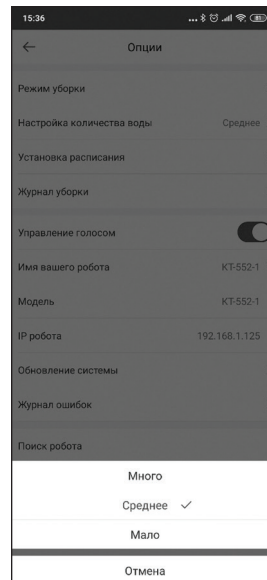 15:36
Опции
Режим уборки
Настройка количества воды Среднее
Установка расписания
Журнал уборки
Управление голосом
Имя вашего робота КТ-552-1
Модель КТ-552-1
IP робота 192.168.1.125
Обновление системы
Журнал ошибок
Поиск робота
Много
Среднее
Мало
Отмена